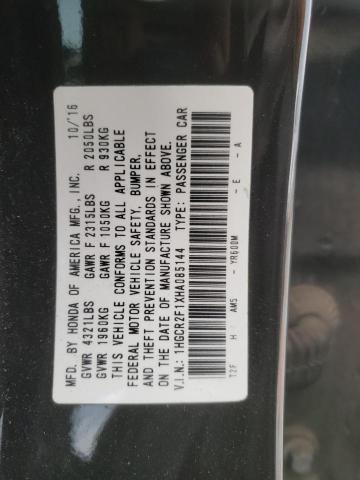 MFD. BY HONDA OF AMERICA MFG., INC. 10/'16
GVWR 4321LBS GAWR F 2315LBS R 2050LBS
GVWR 1960KG GAWR F 1050KG R 930KG
THIS VEHICLE CONFORMS TO ALL APPLICABLE
FEDERAL MOTOR VEHICLE SAFETY, BUMPER,
AND THEFT PREVENTION STANDARDS IN EFFECT
ON THE DATE OF MANUFACTURE SHOWN ABOVE.
V.I.N.: 1HGCR2F1XHA085144 TYPE: PASSENGER CAR
T2F H AM5 - YR600M - E - A